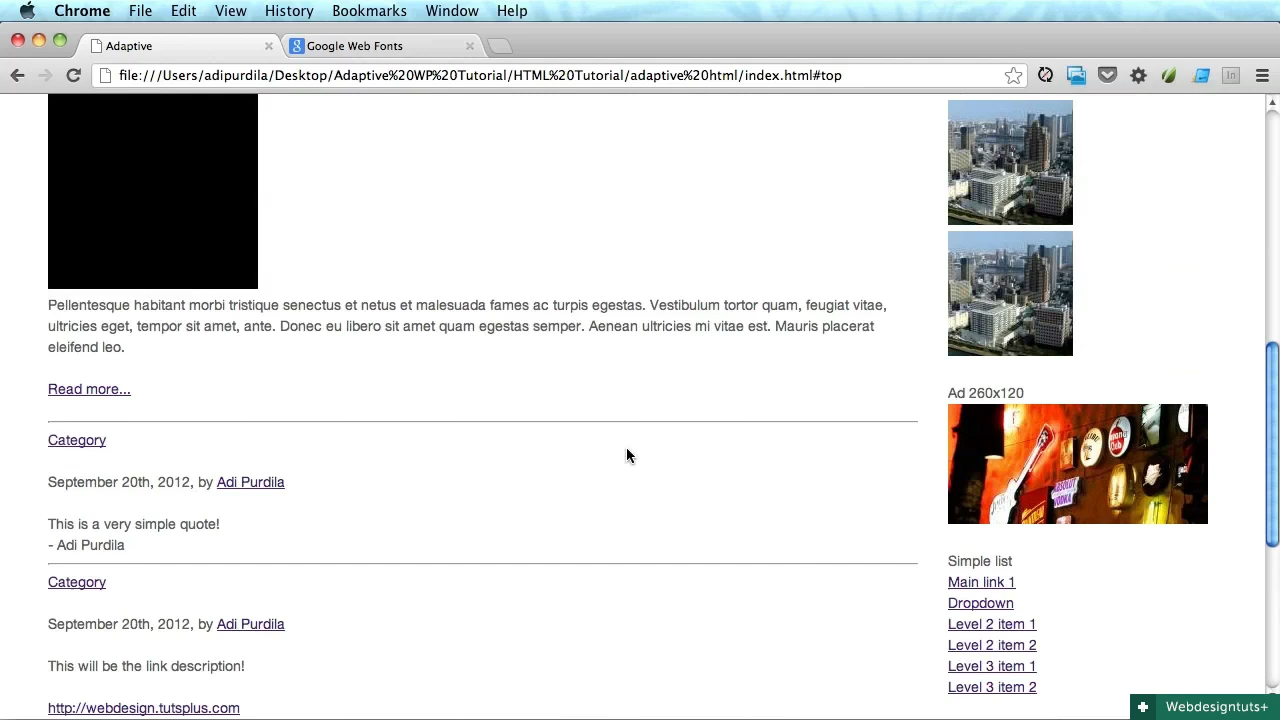 Chrome File Edit View History Bookmarks Window Help
Adaptive
Google Web Fonts
file:///Users/adipurdila/Desktop/Adaptive%20WP%20Tutorial/HTML%20Tutorial/adaptive%20html/index.html#top
Pellentesque habitant morbi tristique senectus et netus et malesuada fames ac turpis egestas. Vestibulum tortor quam, feugiat vitae,
ultricies eget, tempor sit amet, ante. Donec eu libero sit amet quam egestas semper. Aenean ultricies mi vitae est. Mauris placerat
eleifend leo.
Read more...
Category
September 20th, 2012, by Adi Purdila
This is a very simple quote!
- Adi Purdila
Category
September 20th, 2012, by Adi Purdila
This will be the link description!
http://webdesign.tutsplus.com
Ad 260x120
Simple list
Main link 1
Dropdown
Level 2 item 1
Level 2 item 2
Level 3 item 1
Level 3 item 2
Webdesigntuts+